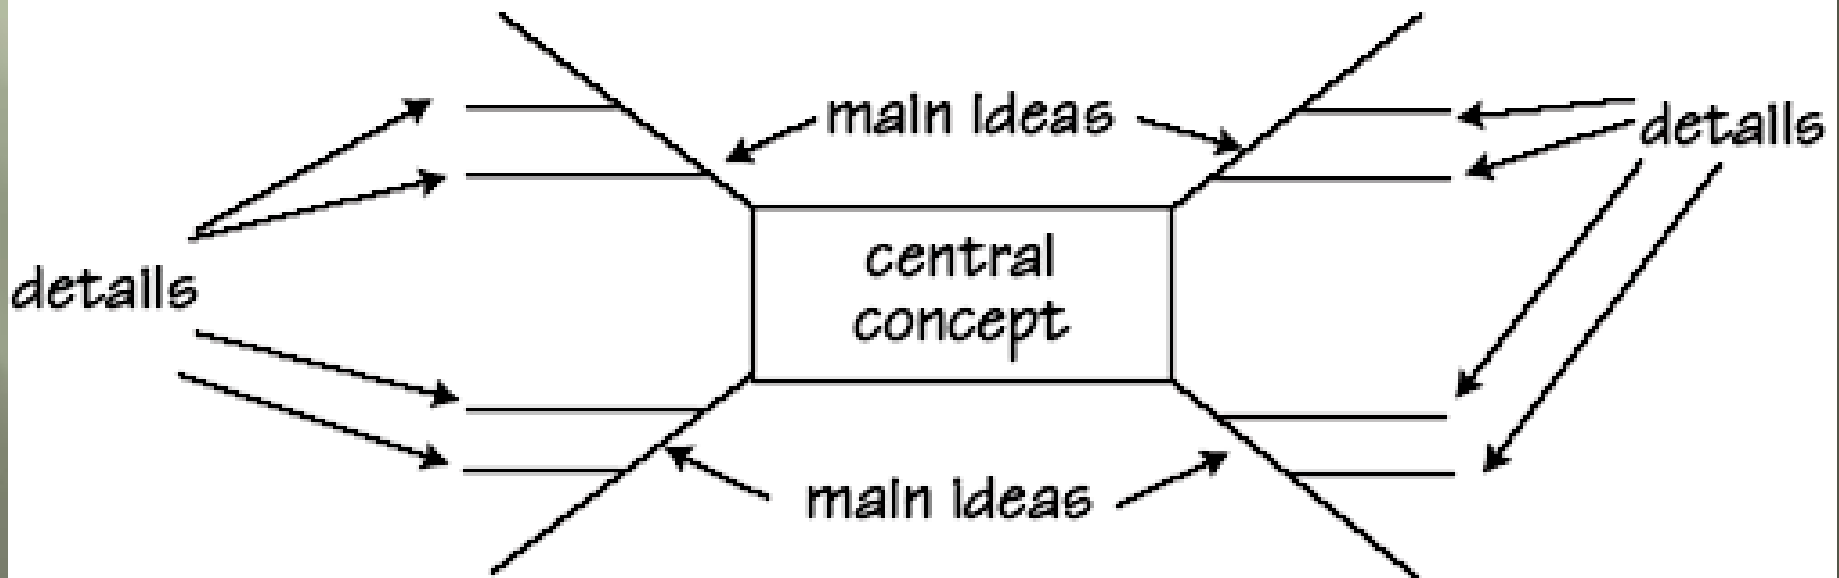 main ideas
details
central
concept
details
main ideas